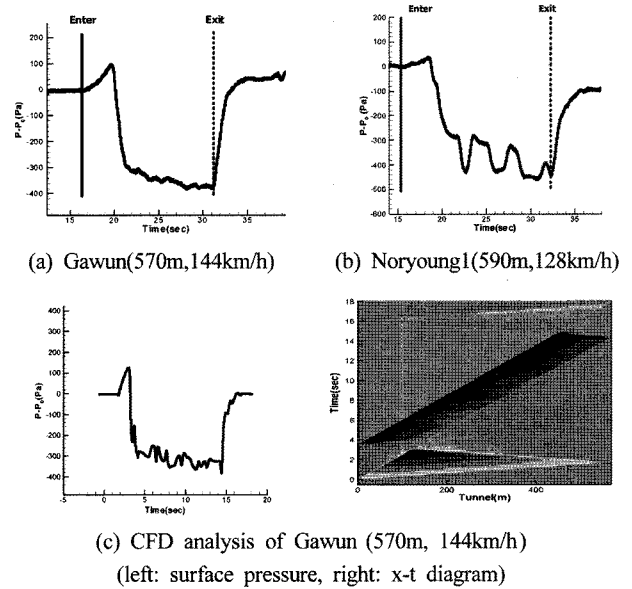 Enter Exit
100
0
-100
-200
-300
-400
P-P₀(Pa)
15 20 25 30 35
Time(sec)
(a) Gawun(570m,144km/h)
Enter Exit
200
100
0
-100
-200
-300
-400
-500
-600
P-P₀(Pa)
15 20 25 30 35
Time(sec)
(b) Noryoung1(590m,128km/h)
400
300
200
100
0
-100
-200
-300
-400
P-P₀(Pa)
-5 0 5 10 15 20
Time(sec)
18
16
14
12
10
8
6
4
2
0
Time(sec)
0 200 400
Tunnel(m)
(c) CFD analysis of Gawun (570m, 144km/h)
(left: surface pressure, right: x-t diagram)